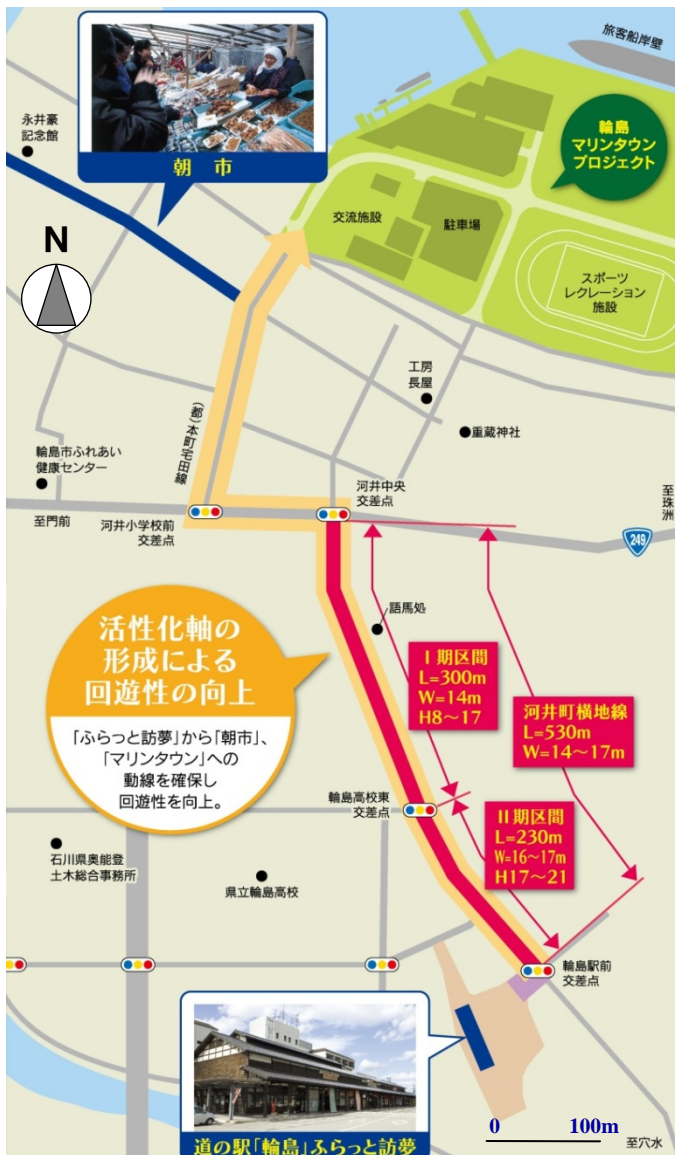 旅客船岸壁
永井豪
記念館
朝 市
輪島
マリンタウン
プロジェクト
N
交流施設
駐車場
スポーツ
レクレーション
施設
工房
長屋
重蔵神社
(都)本町宅田線
輪島市ふれあい
健康センター
至門前
河井小学校前
交差点
河井中央
交差点
至珠洲
249
語馬処
活性化軸の
形成による
回遊性の向上
「ふらっと訪夢」から「朝市」、
「マリンタウン」への
動線を確保し
回遊性を向上。
Ⅰ期区間
L=300m
W=14m
H8〜17
河井町横地線
L=530m
W=14〜17m
輪島高校東
交差点
Ⅱ期区間
L=230m
W=16〜17m
H17〜21
石川県奥能登
土木総合事務所
県立輪島高校
輪島駅前
交差点
道の駅「輪島」ふらっと訪夢
0 100m
至穴水